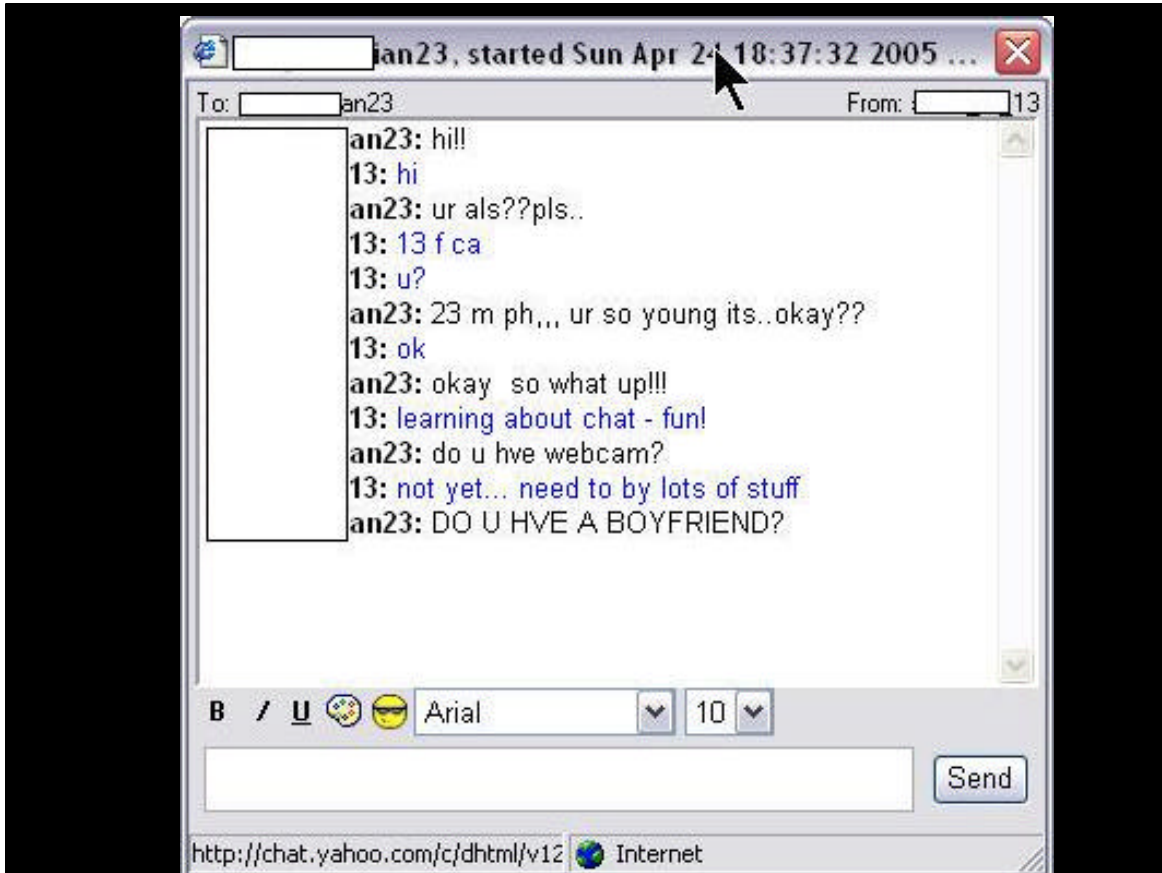 ian23, started Sun Apr 24 18:37:32 2005 ...
To: an23 From: 13
an23: hi!!
13: hi
an23: ur als??pls..
13: 13 f ca
13: u?
an23: 23 m ph,,, ur so young its..okay??
13: ok
an23: okay so what up!!!
13: learning about chat - fun!
an23: do u hve webcam?
13: not yet... need to by lots of stuff
an23: DO U HVE A BOYFRIEND?
B I U Arial 10
Send
http://chat.yahoo.com/c/dhtml/v12 Internet